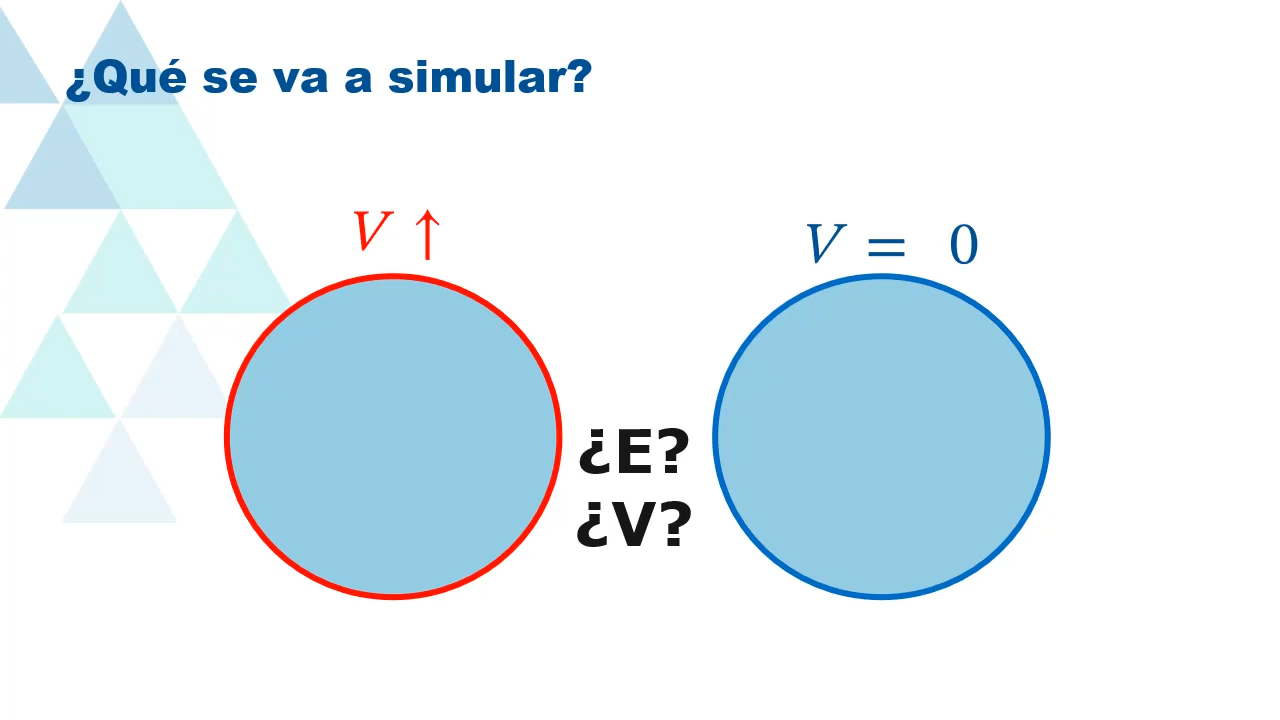 ¿Qué se va a simular?
V ↑
V = 0
¿E?
¿V?